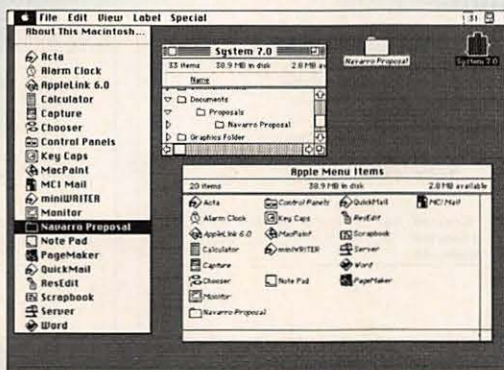 File Edit View Label Special
About This Macintosh...
Acta
Alarm Clock
AppleLink 6.0
Calculator
Capture
Chooser
Control Panels
Key Caps
MacPaint
MCI Mail
miniWRITER
Monitor
Navarro Proposal
Note Pad
PageMaker
QuickMail
ResEdit
Scrapbook
Server
Word
System 7.0
33 items 38.9 MB in disk 2.8 MB av
Name
Documents
Proposals
Navarro Proposal
Graphics Folder
Navarro Proposal
System 7.0
Apple Menu Items
20 items 38.9 MB in disk 2.8 MB available
Acta Control Panels QuickMail MCI Mail
Alarm Clock Key Caps ResEdit
AppleLink 6.0 MacPaint Scrapbook
Calculator miniWRITER Server
Capture Word
Chooser Note Pad PageMaker
Monitor
Navarro Proposal